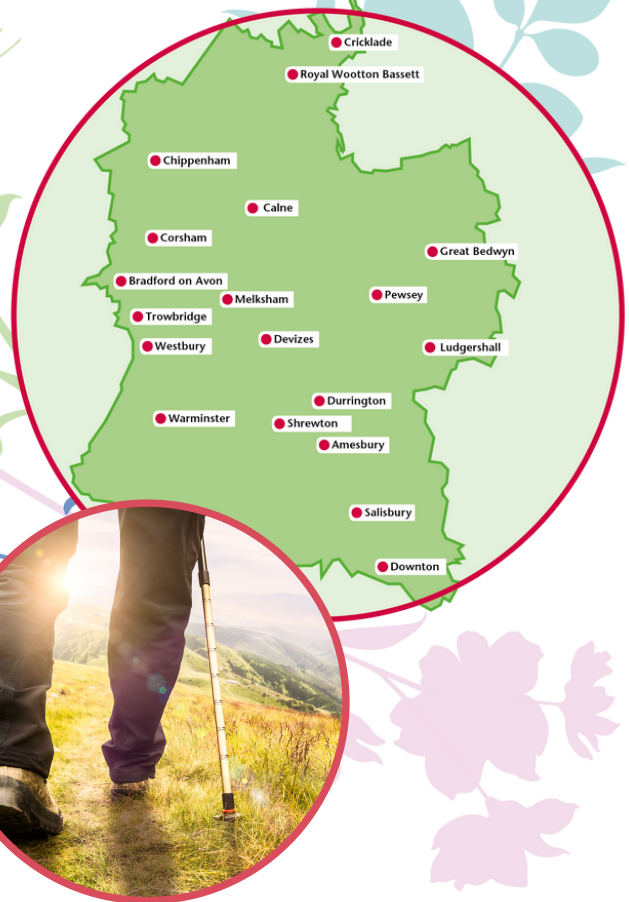 Cricklade
Royal Wootton Bassett
Chippenham
Calne
Corsham
Great Bedwyn
Bradford on Avon
Pewsey
Melksham
Trowbridge
Devizes
Westbury
Ludgershall
Durrington
Warminster
Shrewton
Amesbury
Salisbury
Downton